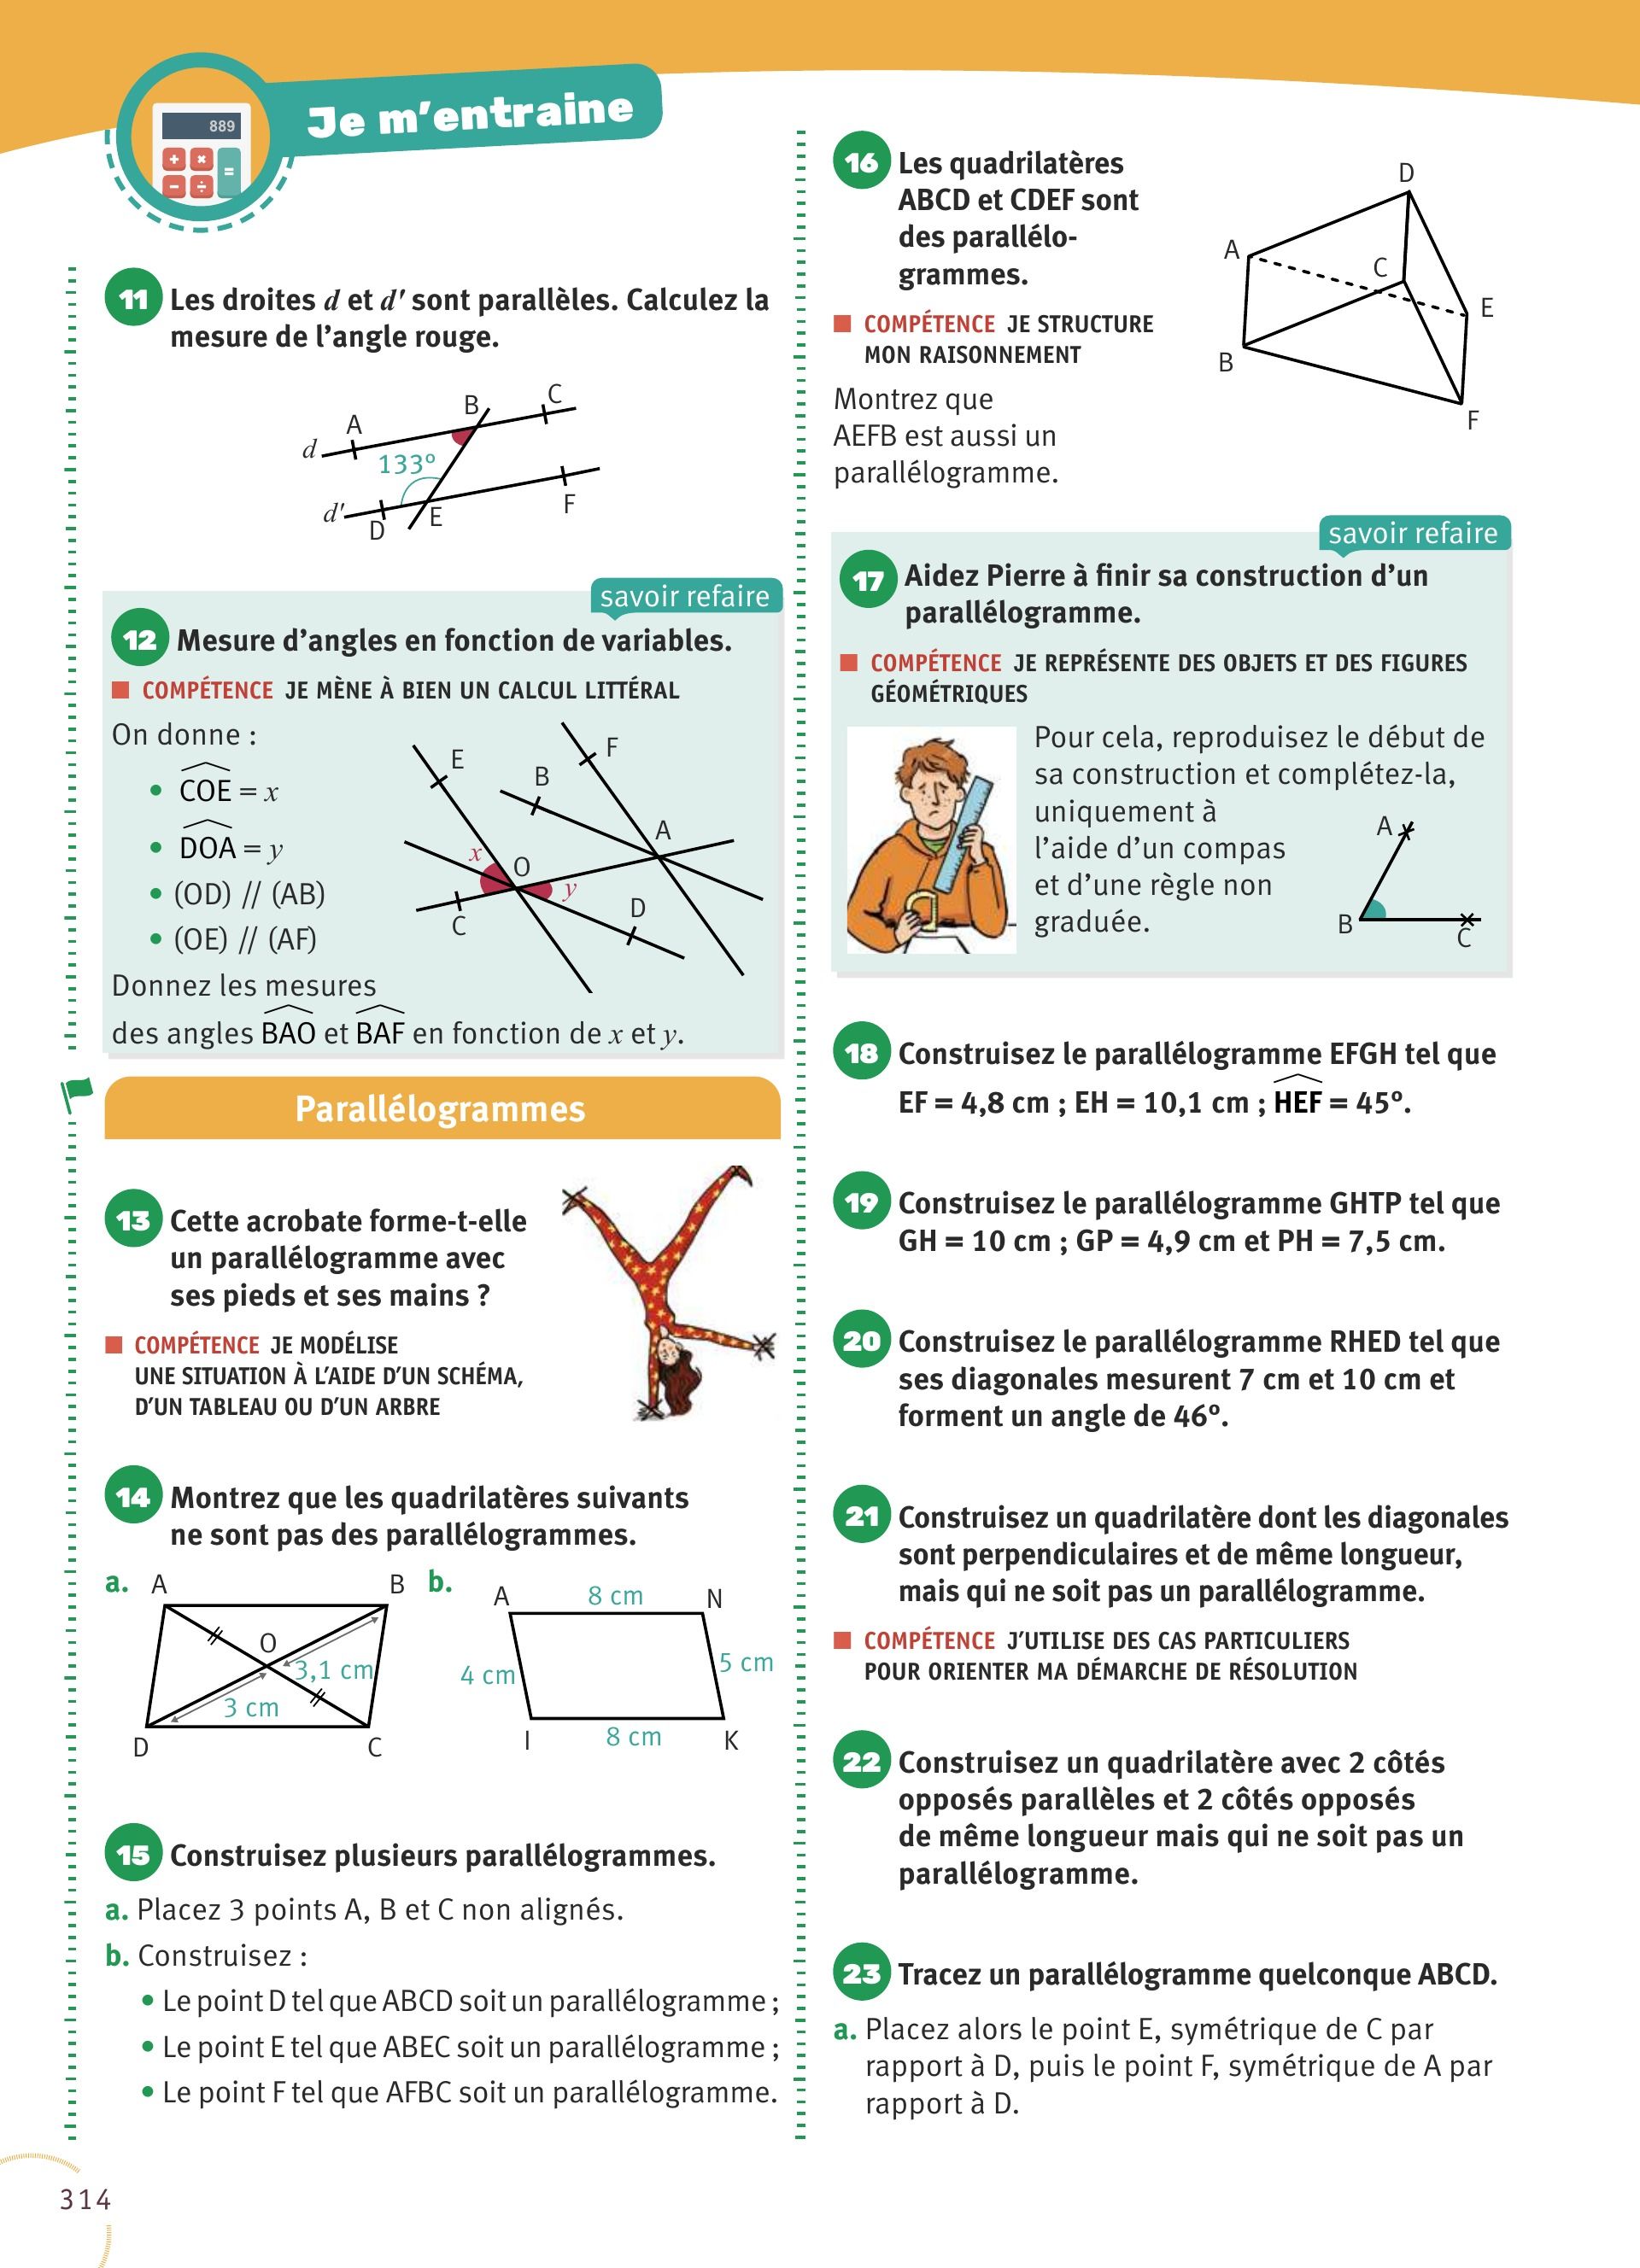 889
Je m'entraine
11 Les droites d et d' sont parallèles. Calculez la
mesure de l'angle rouge.
A
B
C
d
133°
d'
D
E
F
savoir refaire
12 Mesure d'angles en fonction de variables.
COMPÉTENCE JE MÈNE À BIEN UN CALCUL LITTÉRAL
On donne :
• COE = x
• DOA = y
• (OD) // (AB)
• (OE) // (AF)
E
F
B
A
x
O
y
C
D
Donnez les mesures
des angles BAO et BAF en fonction de x et y.
Parallélogrammes
13 Cette acrobate forme-t-elle
un parallélogramme avec
ses pieds et ses mains ?
COMPÉTENCE JE MODÉLISE
UNE SITUATION À L'AIDE D'UN SCHÉMA,
D'UN TABLEAU OU D'UN ARBRE
14 Montrez que les quadrilatères suivants
ne sont pas des parallélogrammes.
a. A B
O
3,1 cm
3 cm
D C
b. A 8 cm N
4 cm 5 cm
I 8 cm K
15 Construisez plusieurs parallélogrammes.
a. Placez 3 points A, B et C non alignés.
b. Construisez :
• Le point D tel que ABCD soit un parallélogramme ;
• Le point E tel que ABEC soit un parallélogramme ;
• Le point F tel que AFBC soit un parallélogramme.
314
16 Les quadrilatères
ABCD et CDEF sont
des parallélo-
grammes.
COMPÉTENCE JE STRUCTURE
MON RAISONNEMENT
Montrez que
AEFB est aussi un
parallélogramme.
D
A
C
E
B
F
savoir refaire
17 Aidez Pierre à finir sa construction d'un
parallélogramme.
COMPÉTENCE JE REPRÉSENTE DES OBJETS ET DES FIGURES
GÉOMÉTRIQUES
Pour cela, reproduisez le début de
sa construction et complétez-la,
uniquement à
l'aide d'un compas
et d'une règle non
graduée.
A
B
C
18 Construisez le parallélogramme EFGH tel que
EF = 4,8 cm ; EH = 10,1 cm ; HEF = 45°.
19 Construisez le parallélogramme GHTP tel que
GH = 10 cm ; GP = 4,9 cm et PH = 7,5 cm.
20 Construisez le parallélogramme RHED tel que
ses diagonales mesurent 7 cm et 10 cm et
forment un angle de 46°.
21 Construisez un quadrilatère dont les diagonales
sont perpendiculaires et de même longueur,
mais qui ne soit pas un parallélogramme.
COMPÉTENCE J'UTILISE DES CAS PARTICULIERS
POUR ORIENTER MA DÉMARCHE DE RÉSOLUTION
22 Construisez un quadrilatère avec 2 côtés
opposés parallèles et 2 côtés opposés
de même longueur mais qui ne soit pas un
parallélogramme.
23 Tracez un parallélogramme quelconque ABCD.
a. Placez alors le point E, symétrique de C par
rapport à D, puis le point F, symétrique de A par
rapport à D.